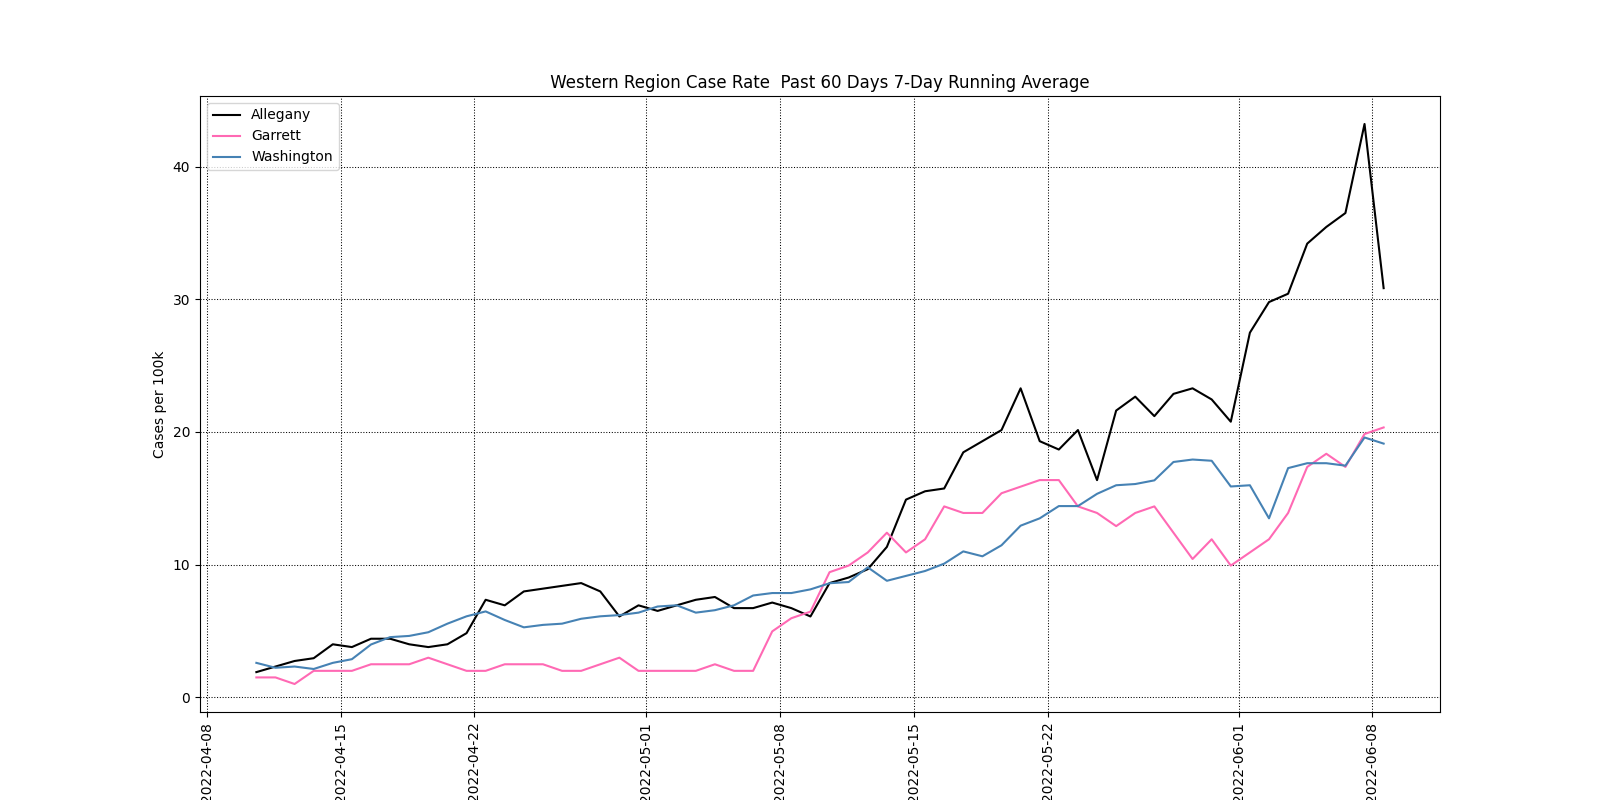 Western Region Case Rate  Past 60 Days 7-Day Running Average
Allegany
Garrett
Washington
Cases per 100k
40
30
20
10
0
2022-04-08
2022-04-15
2022-04-22
2022-05-01
2022-05-08
2022-05-15
2022-05-22
2022-06-01
2022-06-08